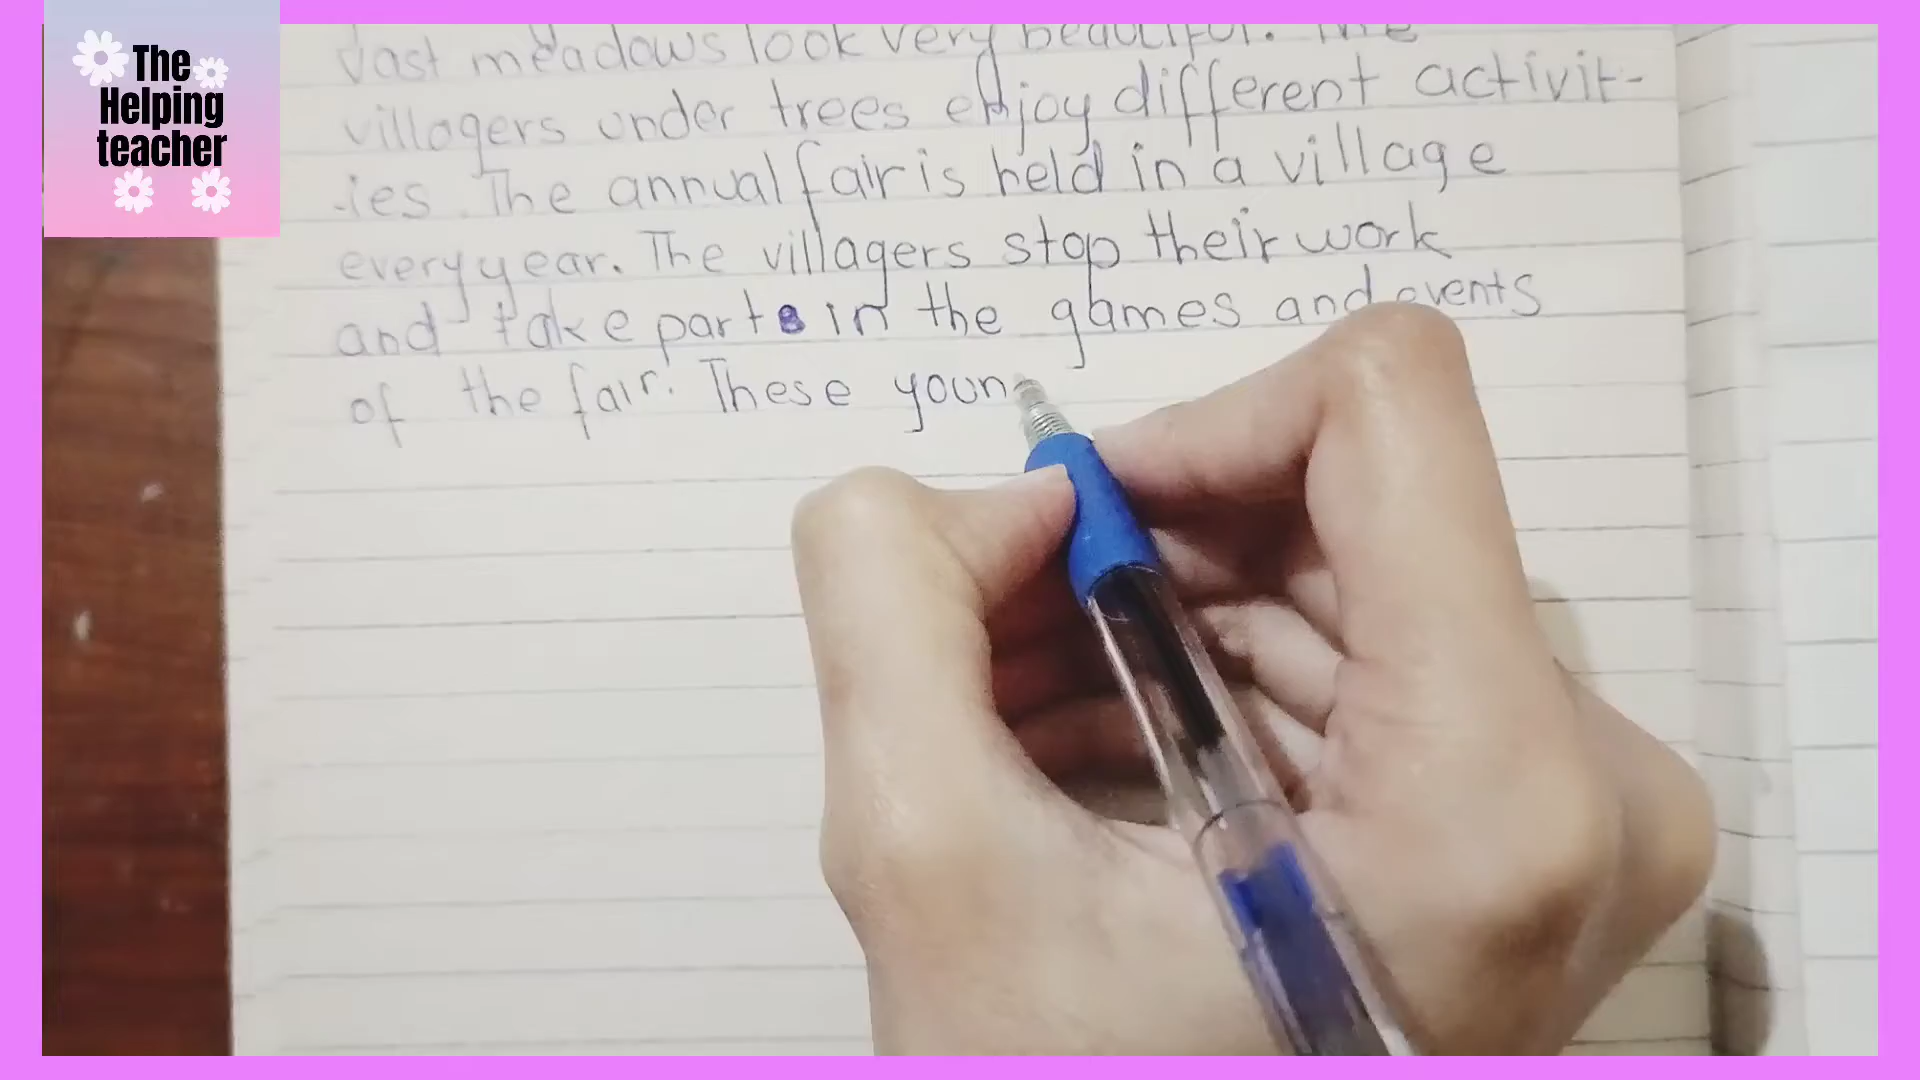 The
Helping
teacher
vast meadows look very beautiful. The
villagers under trees enjoy different activit-
-ies. The annual fair is held in a village
every year. The villagers stop their work
and take part in the games and events
of the fair. These youn